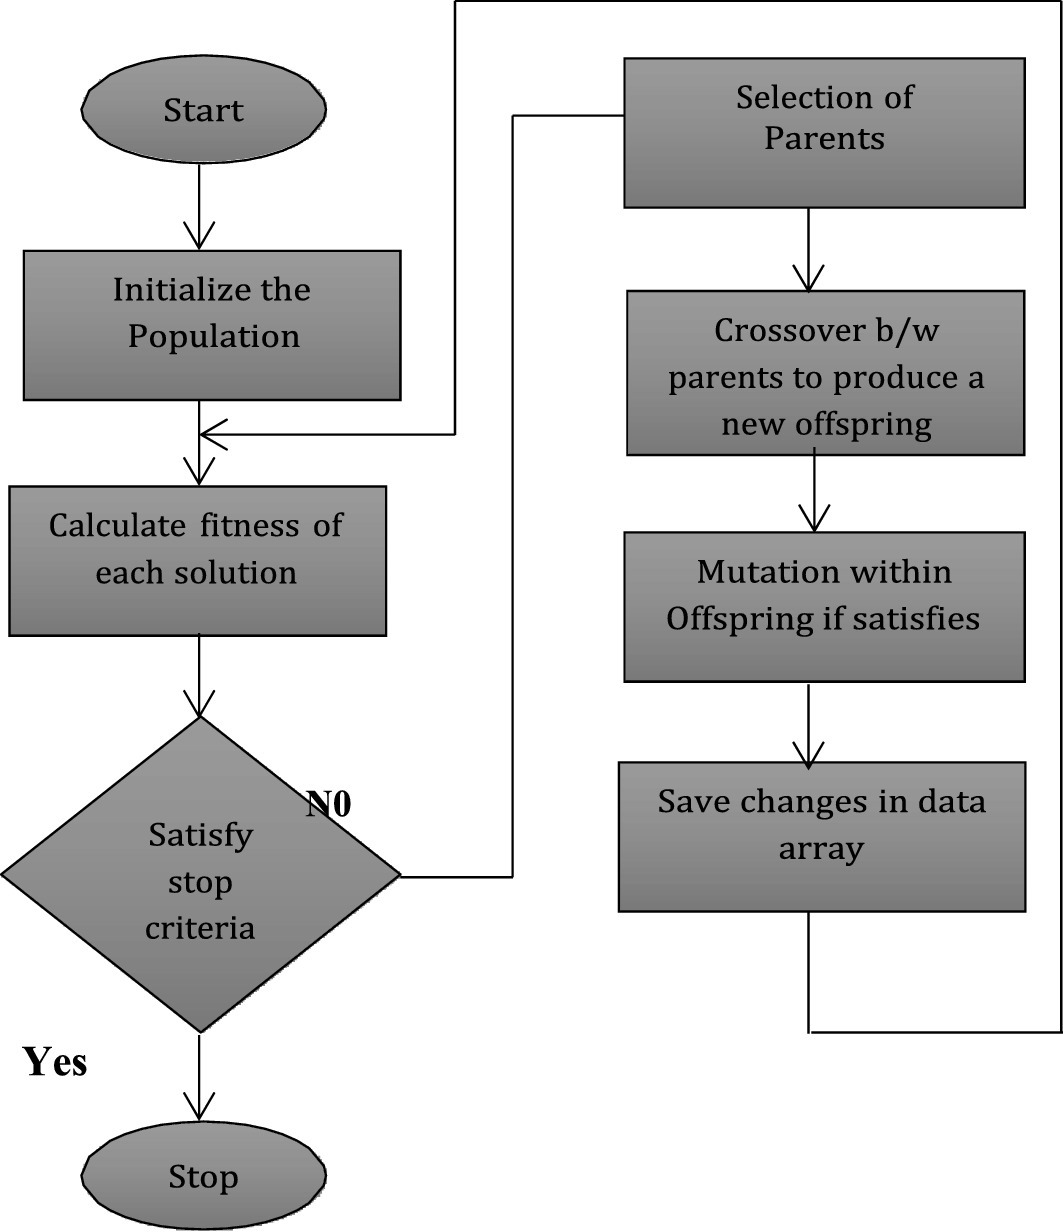 Start
Initialize the
Population
Calculate fitness of
each solution
N0
Satisfy
stop
criteria
Yes
Stop
Selection of
Parents
Crossover b/w
parents to produce a
new offspring
Mutation within
Offspring if satisfies
Save changes in data
array